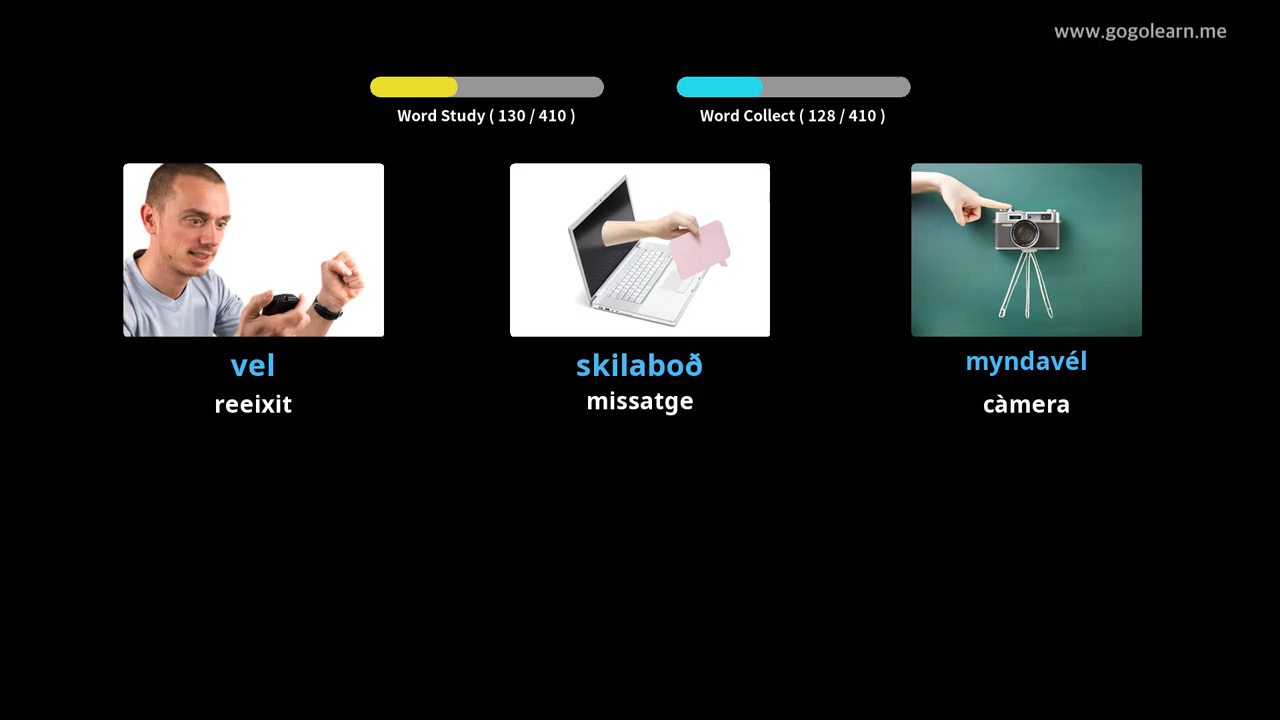 www.gogolearn.me
Word Study ( 130 / 410 )
Word Collect ( 128 / 410 )
vel
reeixit
skilaboð
missatge
myndavél
càmera